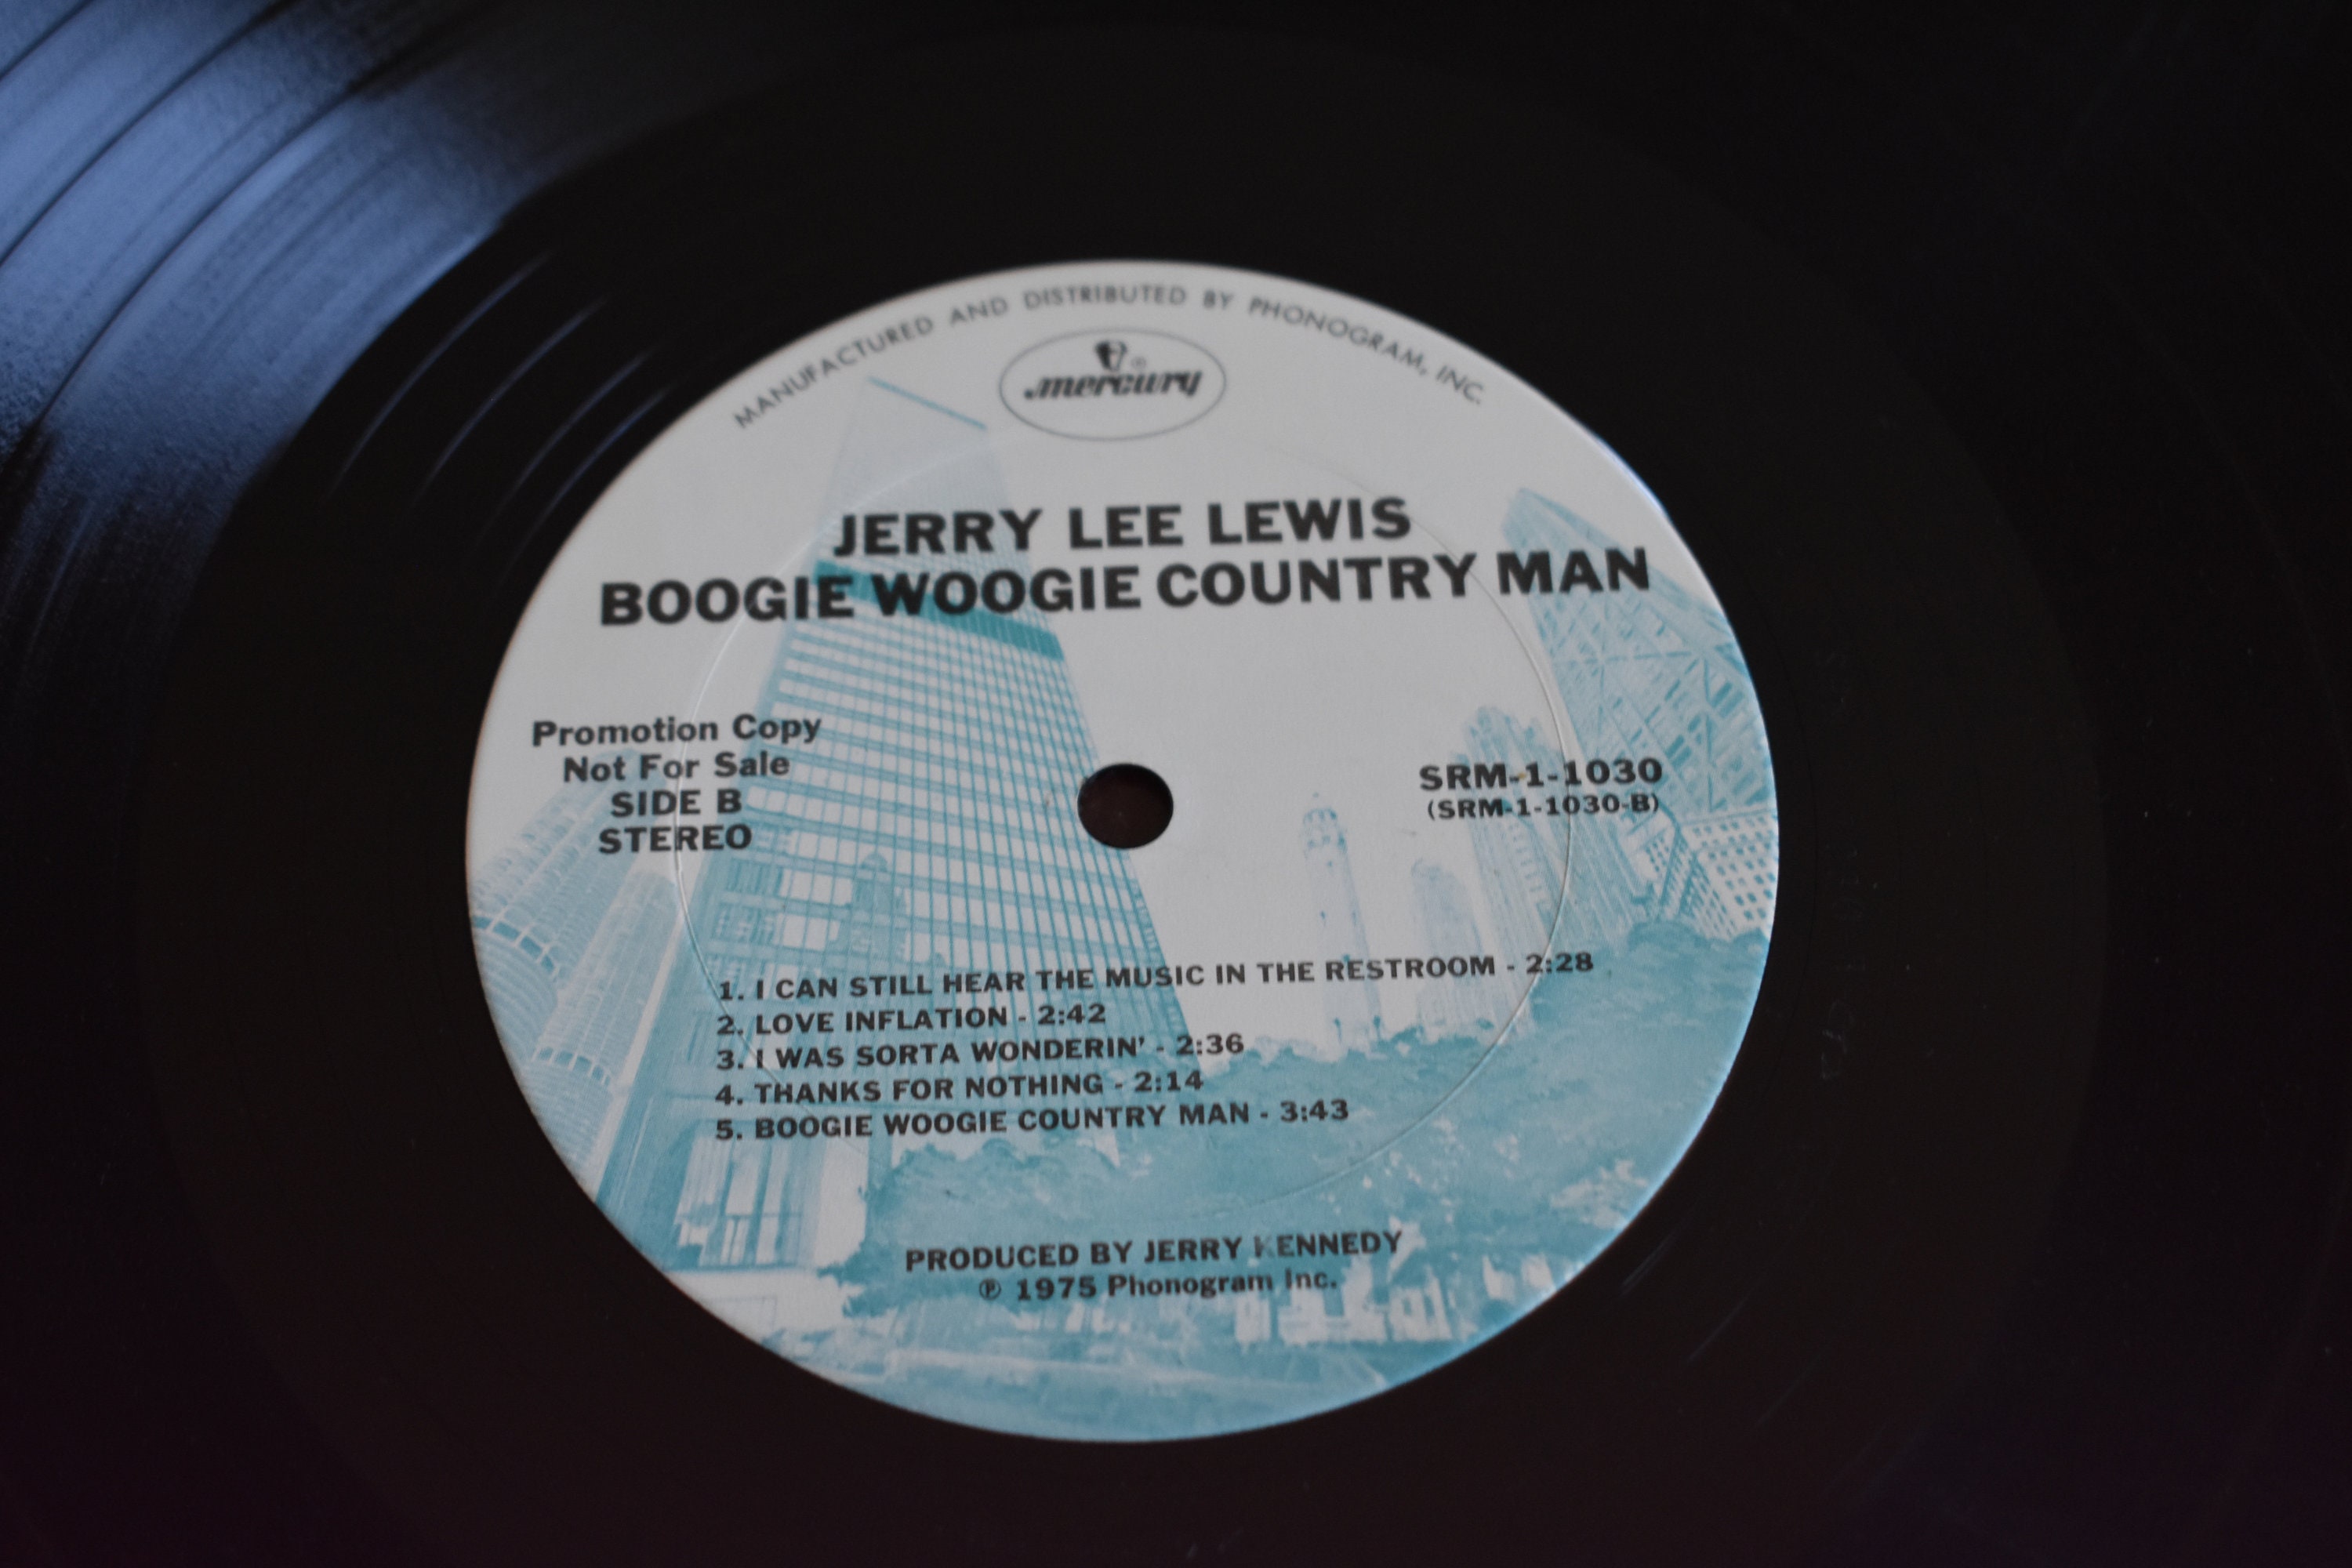 MANUFACTURED AND DISTRIBUTED BY PHONOGRAM, INC.
mercury ®
JERRY LEE LEWIS
BOOGIE WOOGIE COUNTRY MAN
Promotion Copy
Not For Sale
SIDE B
STEREO
SRM-1-1030
(SRM-1-1030-B)
1. I CAN STILL HEAR THE MUSIC IN THE RESTROOM - 2:28
2. LOVE INFLATION - 2:42
3. I WAS SORTA WONDERIN' - 2:36
4. THANKS FOR NOTHING - 2:14
5. BOOGIE WOOGIE COUNTRY MAN - 3:43
PRODUCED BY JERRY KENNEDY
℗ 1975 Phonogram Inc.